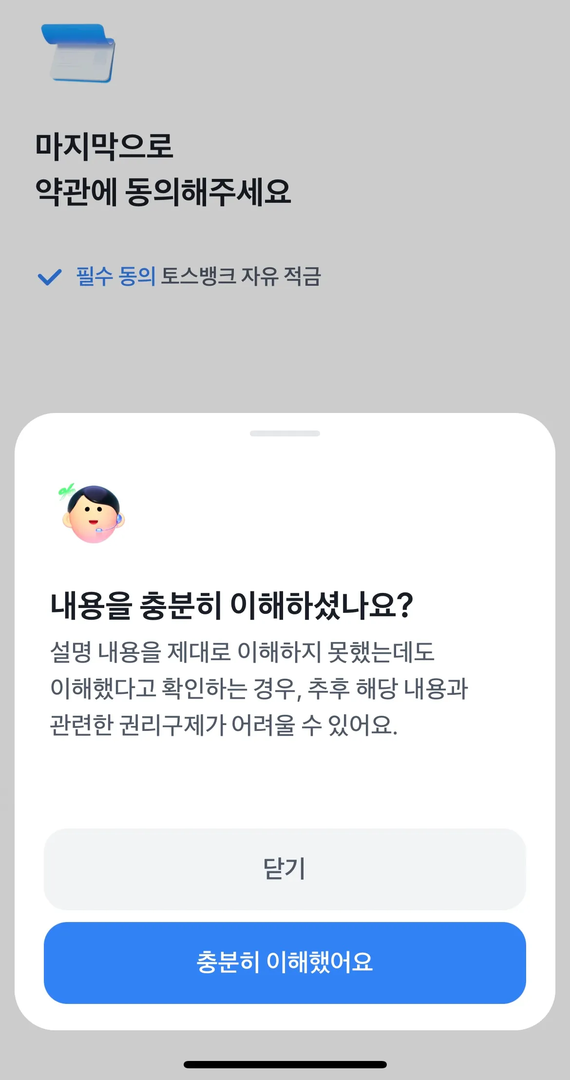 마지막으로
약관에 동의해주세요
필수 동의 토스뱅크 자유 적금
내용을 충분히 이해하셨나요?
설명 내용을 제대로 이해하지 못했는데도
이해했다고 확인하는 경우, 추후 해당 내용과
관련한 권리구제가 어려울 수 있어요.
닫기
충분히 이해했어요